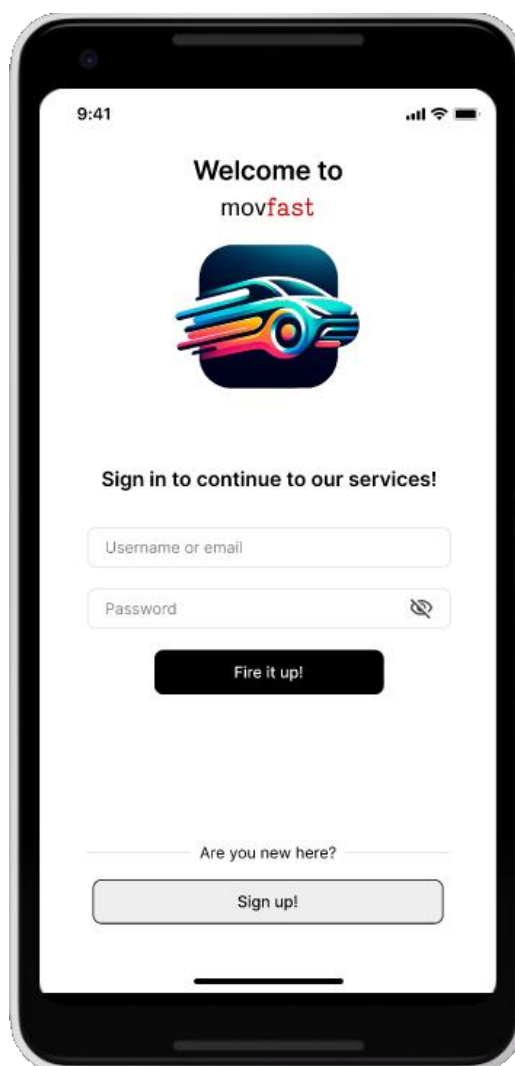 9:41
Welcome to
movfast
Sign in to continue to our services!
Username or email
Password
Fire it up!
Are you new here?
Sign up!